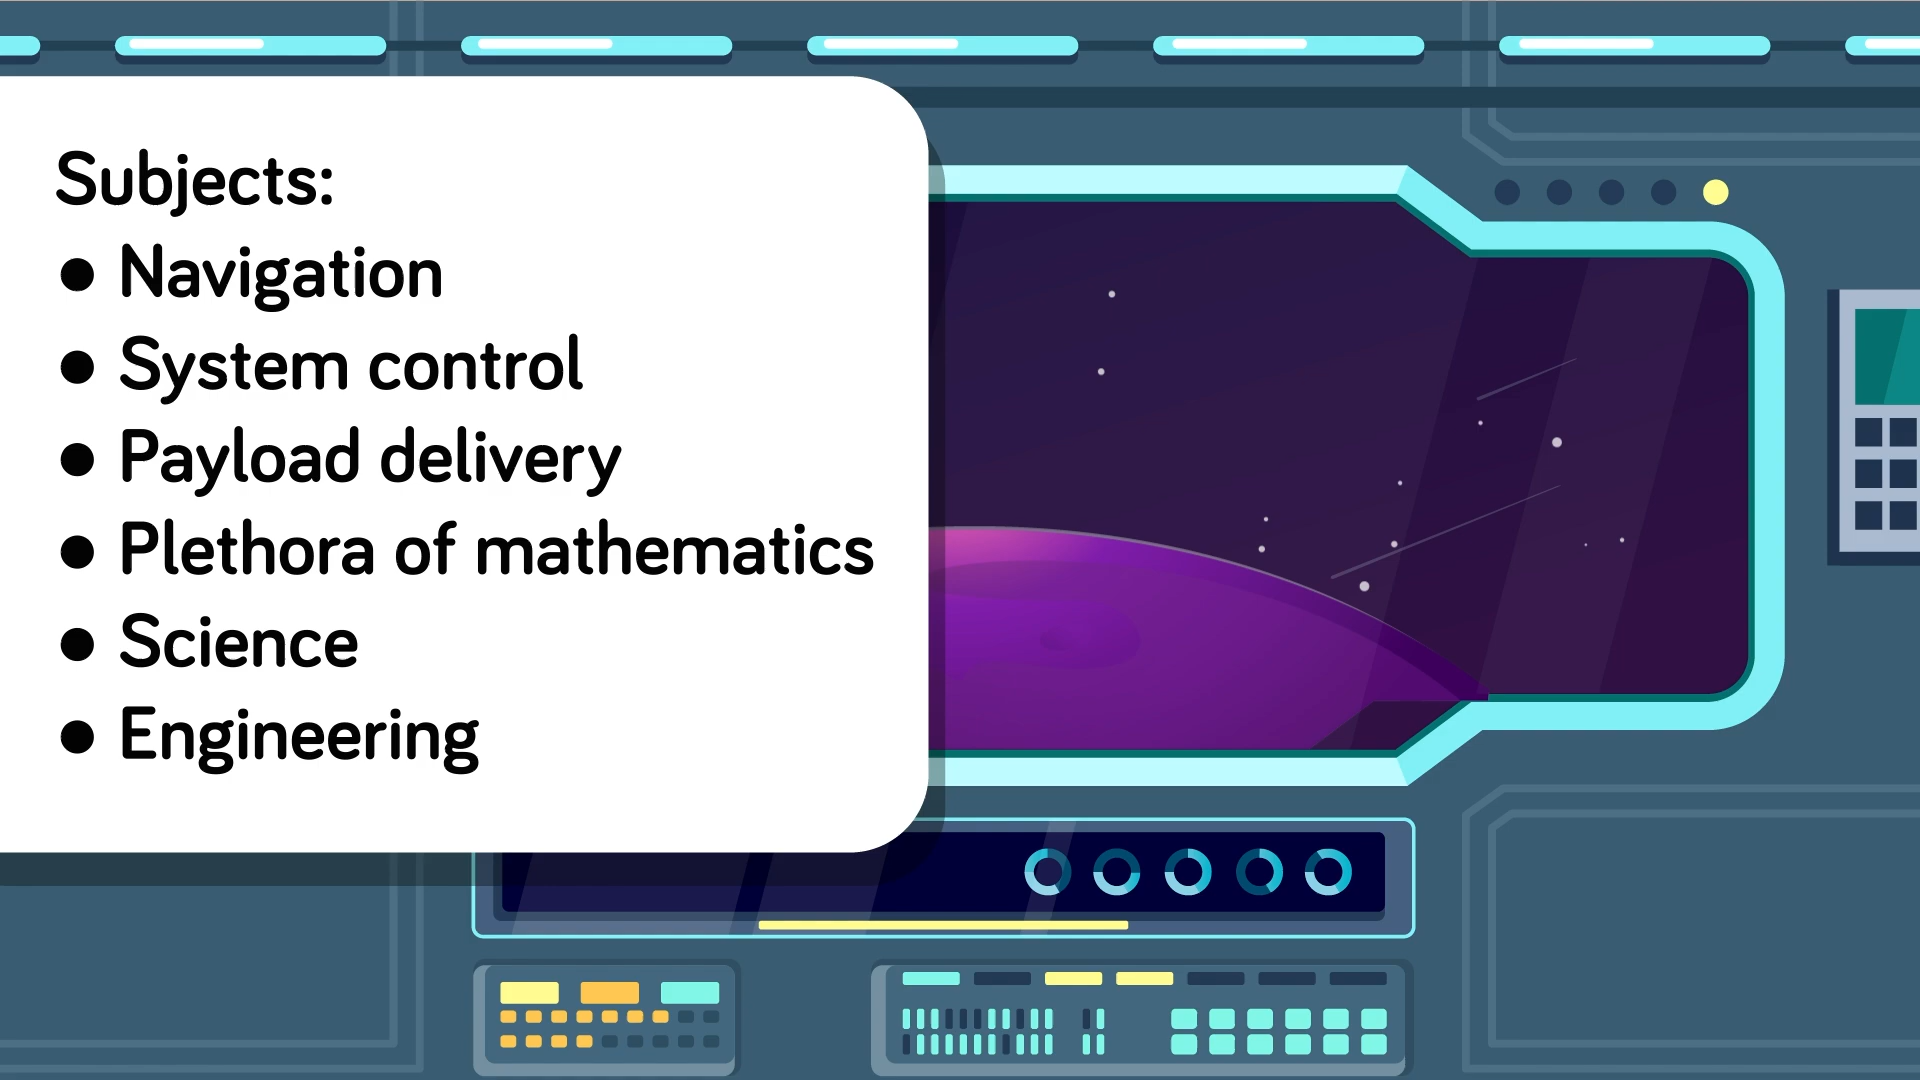 Subjects:
● Navigation
● System control
● Payload delivery
● Plethora of mathematics
● Science
● Engineering